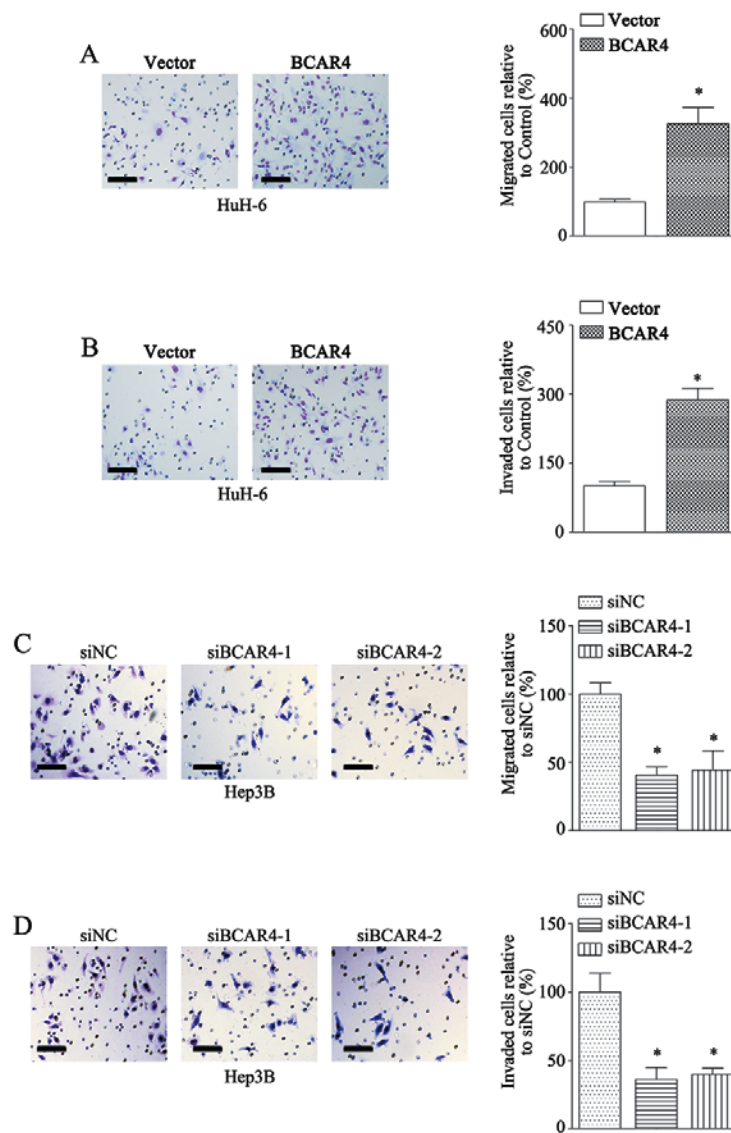 A
Vector
BCAR4
HuH-6
Vector
BCAR4
Migrated cells relative
to Control (%)
600
400
200
0
*
B
Vector
BCAR4
HuH-6
Vector
BCAR4
Invaded cells relative
to Control (%)
450
300
150
0
*
C
siNC
siBCAR4-1
siBCAR4-2
Hep3B
siNC
siBCAR4-1
siBCAR4-2
Migrated cells relative
to siNC (%)
150
100
50
0
*
*
D
siNC
siBCAR4-1
siBCAR4-2
Hep3B
siNC
siBCAR4-1
siBCAR4-2
Invaded cells relative
to siNC (%)
150
100
50
0
*
*